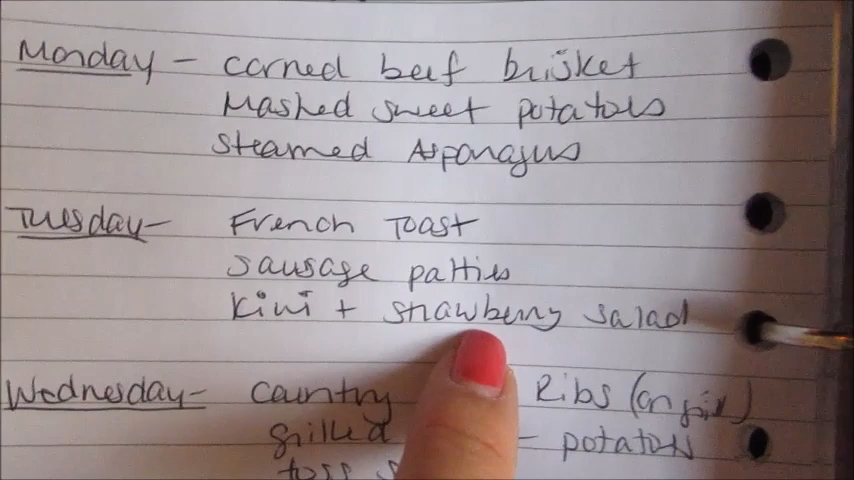 Monday - corned beef brisket
Mashed sweet potatoes
Steamed Asparagus
Tuesday - French Toast
Sausage patties
Kiwi + strawberry salad
Wednesday - Country Ribs (on
grilled - potatoes
toss